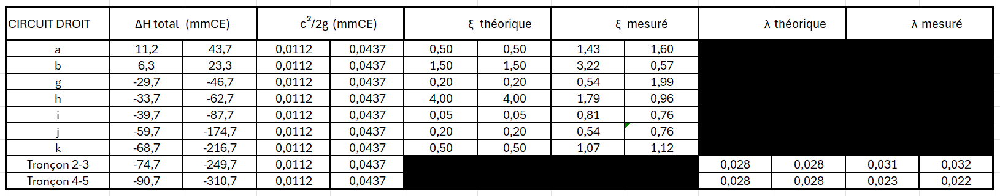 CIRCUIT DROIT ΔH total (mmCE) c²/2g (mmCE) ξ théorique ξ mesuré λ théorique λ mesuré
a 11,2 43,7 0,0112 0,0437 0,50 0,50 1,43 1,60
b 6,3 23,3 0,0112 0,0437 1,50 1,50 3,22 0,57
g -29,7 -46,7 0,0112 0,0437 0,20 0,20 0,54 1,99
h -33,7 -62,7 0,0112 0,0437 4,00 4,00 1,79 0,96
i -39,7 -87,7 0,0112 0,0437 0,05 0,05 0,81 0,76
j -59,7 -174,7 0,0112 0,0437 0,20 0,20 0,54 0,76
k -68,7 -216,7 0,0112 0,0437 0,50 0,50 1,07 1,12
Tronçon 2-3 -74,7 -249,7 0,0112 0,0437 0,028 0,028 0,031 0,032
Tronçon 4-5 -90,7 -310,7 0,0112 0,0437 0,028 0,028 0,023 0,022